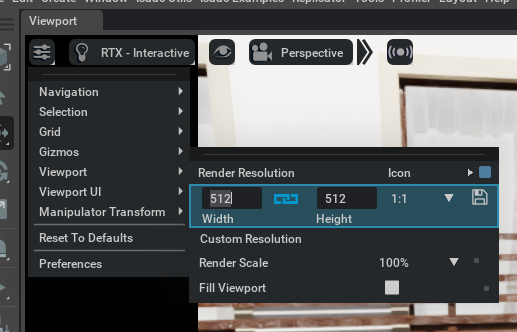 Edit Create Window Isaac Utils Isaac Examples Replicator Tools Profiler Layout Help
Viewport
RTX - Interactive
Perspective
Navigation
Selection
Grid
Gizmos
Viewport
Viewport UI
Manipulator Transform
Reset To Defaults
Preferences
Render Resolution Icon
512 512 1:1
Width Height
Custom Resolution
Render Scale 100%
Fill Viewport